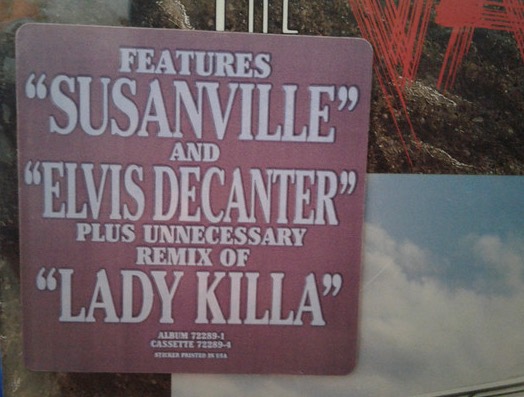 THE
FEATURES
“SUSANVILLE”
AND
“ELVIS DECANTER”
PLUS UNNECESSARY
REMIX OF
“LADY KILLA”
ALBUM 72289-1
CASSETTE 72289-4
STICKER PRINTED IN USA